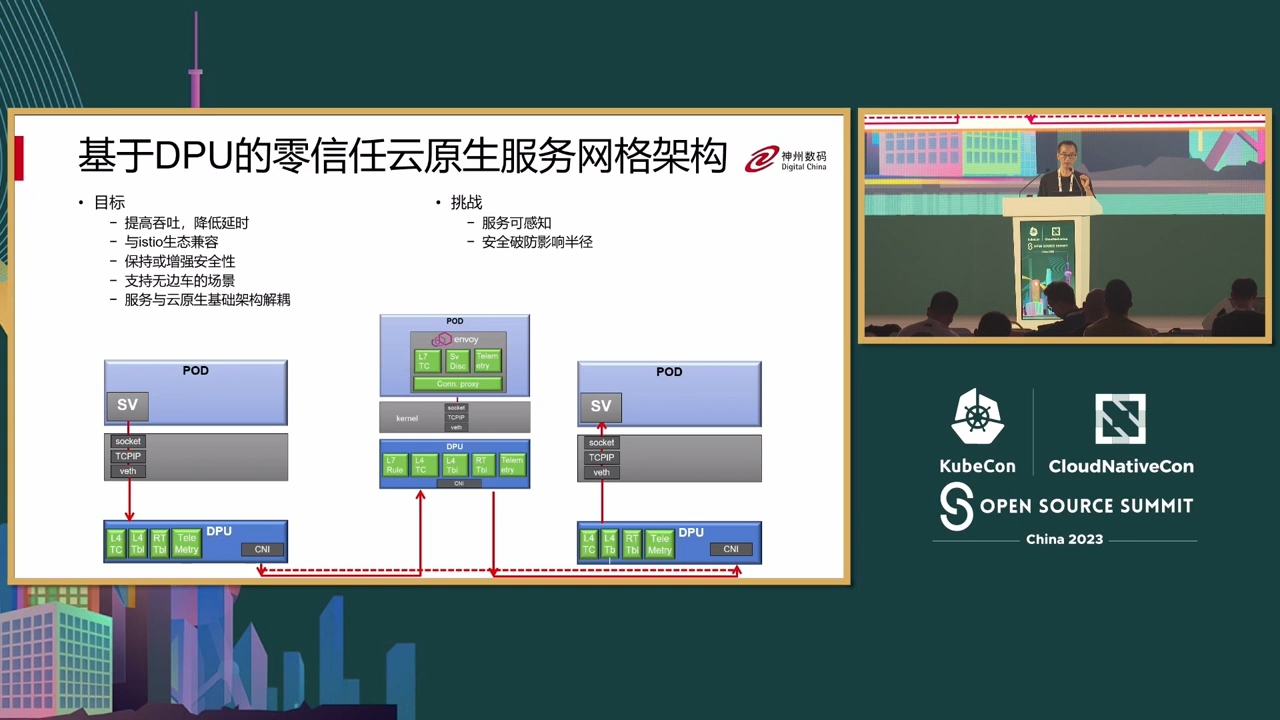 基于DPU的零信任云原生服务网格架构
神州数码
Digital China
• 目标
– 提高吞吐，降低延时
– 与istio生态兼容
– 保持或增强安全性
– 支持无边车的场景
– 服务与云原生基础架构解耦
• 挑战
– 服务可感知
– 安全破防影响半径
POD
SV
socket
TCPIP
veth
DPU
L4 TC
L4 Tbl
RT Tbl
Tele Metry
CNI
POD
envoy
L7 TC
Sv Disc
Telem etry
Conn. proxy
kernel
socket
TCPIP
veth
DPU
L7 Rule
L4 TC
L4 Tbl
RT Tbl
Telem etry
CNI
POD
SV
socket
TCPIP
veth
DPU
L4 TC
L4 Tb
RT Tbl
Tele Metry
CNI
KubeCon
CloudNativeCon
OPEN SOURCE SUMMIT
China 2023